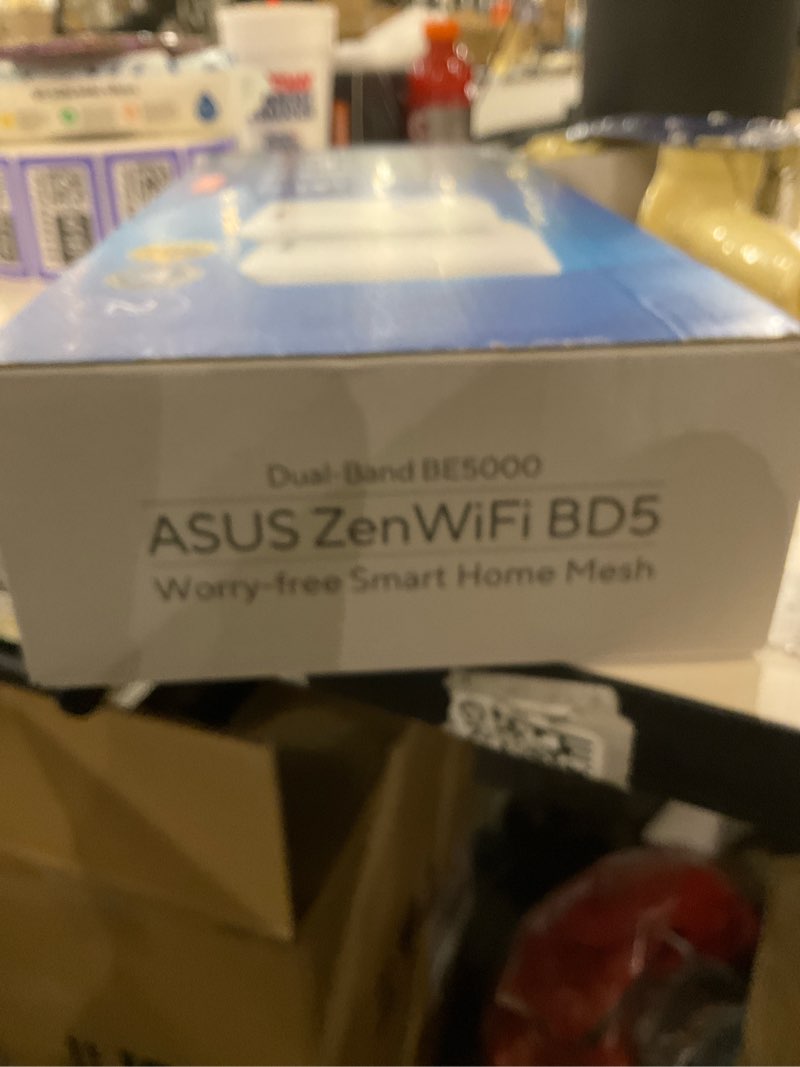 Dual-Band BE5000
ASUS ZenWiFi BD5
Worry-free Smart Home Mesh